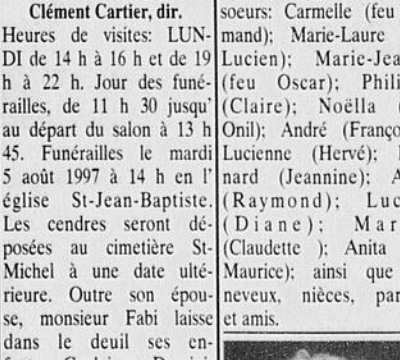 Clément Cartier, dir.
Heures de visites: LUN-
DI de 14 h à 16 h et de 19
h à 22 h. Jour des funé-
railles, de 11 h 30 jusqu'
au départ du salon à 13 h
45. Funérailles le mardi
5 août 1997 à 14 h en l'
église St-Jean-Baptiste.
Les cendres seront dé-
posées au cimetière St-
Michel à une date ulté-
rieure. Outre son épou-
se, monsieur Fabi laisse
dans le deuil ses en-
soeurs: Carmelle (feu
mand); Marie-Laure
Lucien); Marie-Jea
(feu Oscar); Phili
(Claire); Noëlla (
Onil); André (Franço
Lucienne (Hervé);
nard (Jeannine); A
(Raymond); Luc
(Diane); Mar
(Claudette ); Anita
Maurice); ainsi que
neveux, nièces, par
et amis.